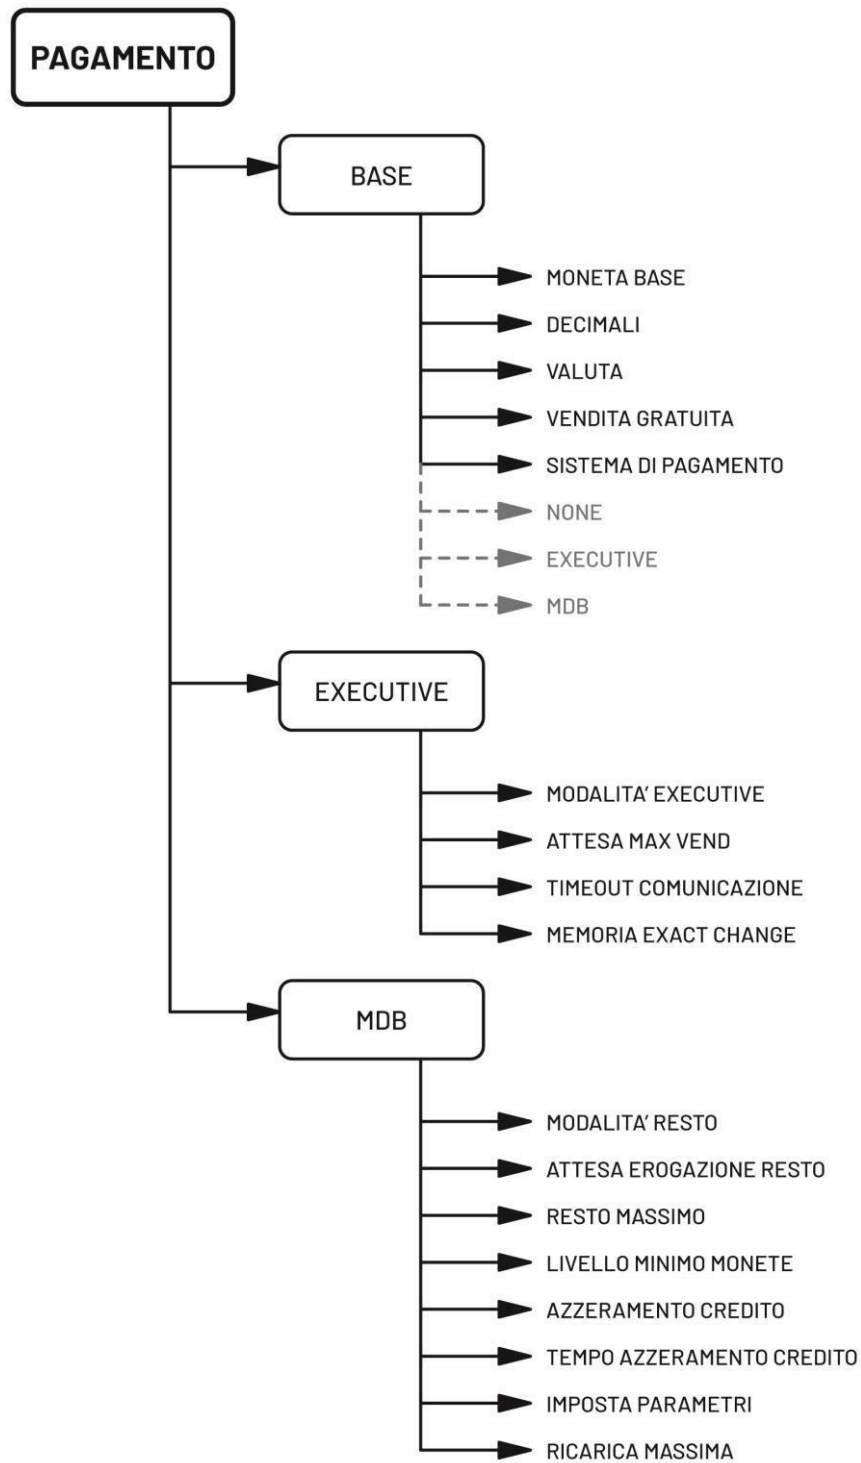 PAGAMENTO
BASE
MONETA BASE
DECIMALI
VALUTA
VENDITA GRATUITA
SISTEMA DI PAGAMENTO
NONE
EXECUTIVE
MDB
EXECUTIVE
MODALITA' EXECUTIVE
ATTESA MAX VEND
TIMEOUT COMUNICAZIONE
MEMORIA EXACT CHANGE
MDB
MODALITA' RESTO
ATTESA EROGAZIONE RESTO
RESTO MASSIMO
LIVELLO MINIMO MONETE
AZZERAMENTO CREDITO
TEMPO AZZERAMENTO CREDITO
IMPOSTA PARAMETRI
RICARICA MASSIMA